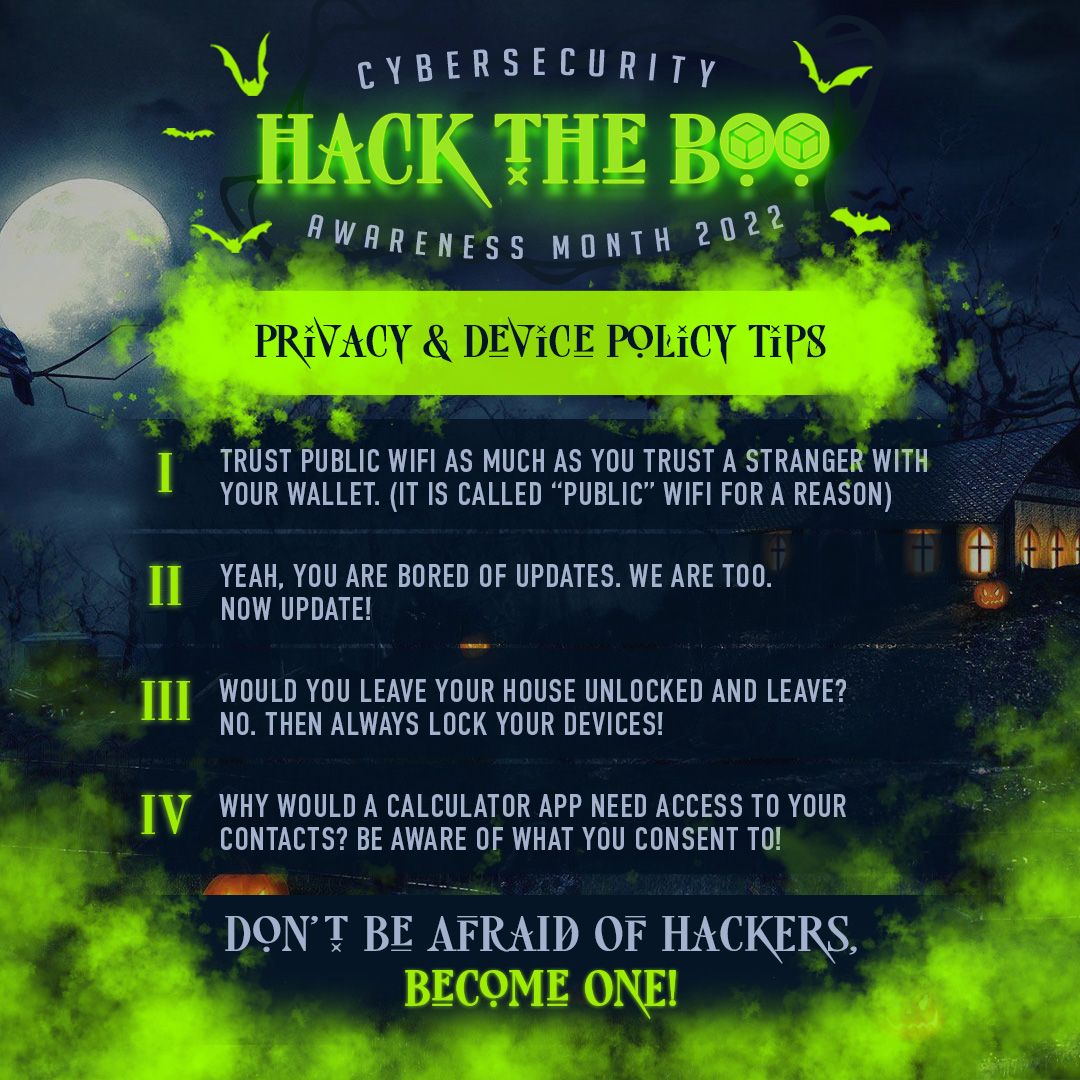 CYBERSECURITY
HACK THE BOO
AWARENESS MONTH 2022
PRIVACY & DEVICE POLICY TIPS
I
TRUST PUBLIC WIFI AS MUCH AS YOU TRUST A STRANGER WITH
YOUR WALLET. (IT IS CALLED “PUBLIC” WIFI FOR A REASON)
II
YEAH, YOU ARE BORED OF UPDATES. WE ARE TOO.
NOW UPDATE!
III
WOULD YOU LEAVE YOUR HOUSE UNLOCKED AND LEAVE?
NO. THEN ALWAYS LOCK YOUR DEVICES!
IV
WHY WOULD A CALCULATOR APP NEED ACCESS TO YOUR
CONTACTS? BE AWARE OF WHAT YOU CONSENT TO!
DON'T BE AFRAID OF HACKERS,
BECOME ONE!